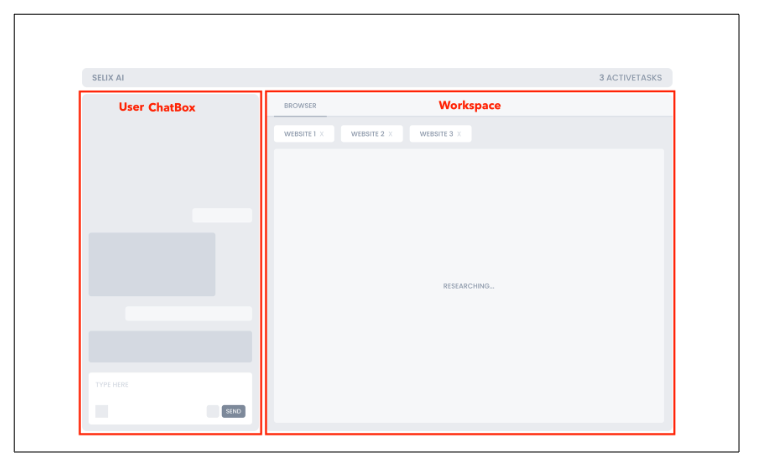 SELIX AI
3 ACTIVETASKS
User ChatBox
BROWSER
Workspace
WEBSITE 1 X
WEBSITE 2 X
WEBSITE 3 X
RESEARCHING...
TYPE HERE
SEND